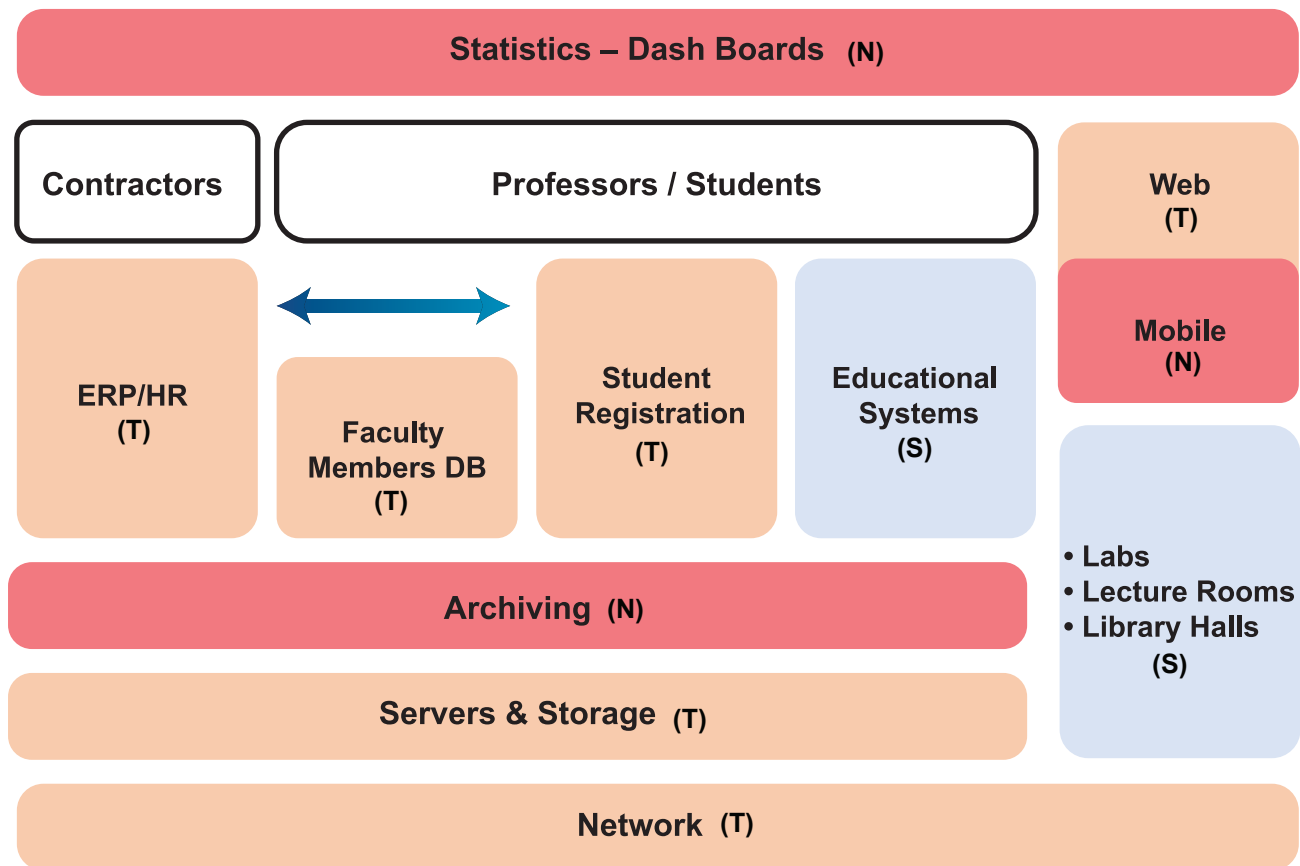 Statistics – Dash Boards (N)
Contractors
Professors / Students
Web
(T)
Mobile
(N)
ERP/HR
(T)
Faculty
Members DB
(T)
Student
Registration
(T)
Educational
Systems
(S)
• Labs
• Lecture Rooms
• Library Halls
(S)
Archiving (N)
Servers & Storage (T)
Network (T)